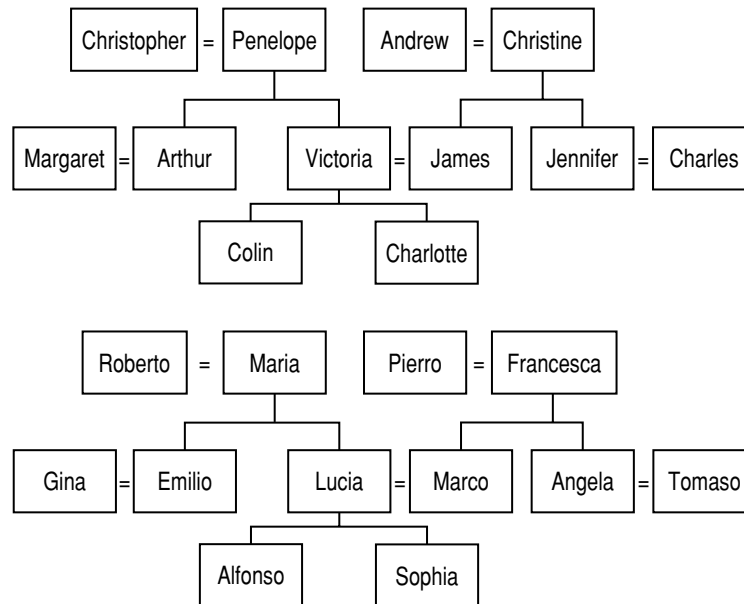 Christopher = Penelope Andrew = Christine
Margaret = Arthur Victoria = James Jennifer = Charles
Colin Charlotte
Roberto = Maria Pierro = Francesca
Gina = Emilio Lucia = Marco Angela = Tomaso
Alfonso Sophia